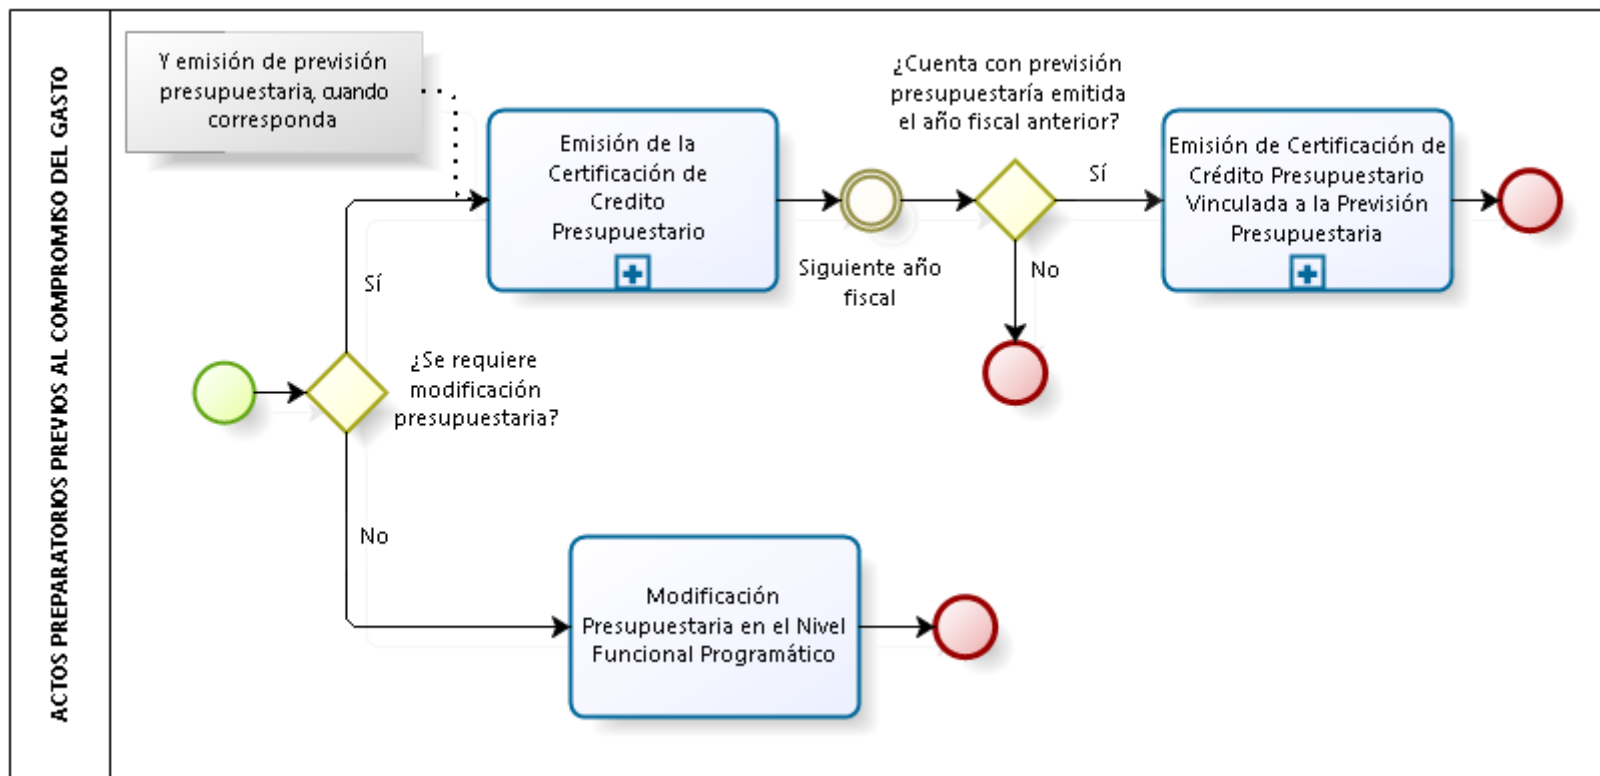 ACTOS PREPARATORIOS PREVIOS AL COMPROMISO DEL GASTO
Y emisión de previsión
presupuestaria, cuando
corresponda
Emisión de la
Certificación de
Credito
Presupuestario
Siguiente año
fiscal
¿Cuenta con previsión
presupuestaría emitida
el año fiscal anterior?
Sí
No
Emisión de Certificación de
Crédito Presupuestario
Vinculada a la Previsión
Presupuestaria
Sí
¿Se requiere
modificación
presupuestaria?
No
Modificación
Presupuestaria en el Nivel
Funcional Programático